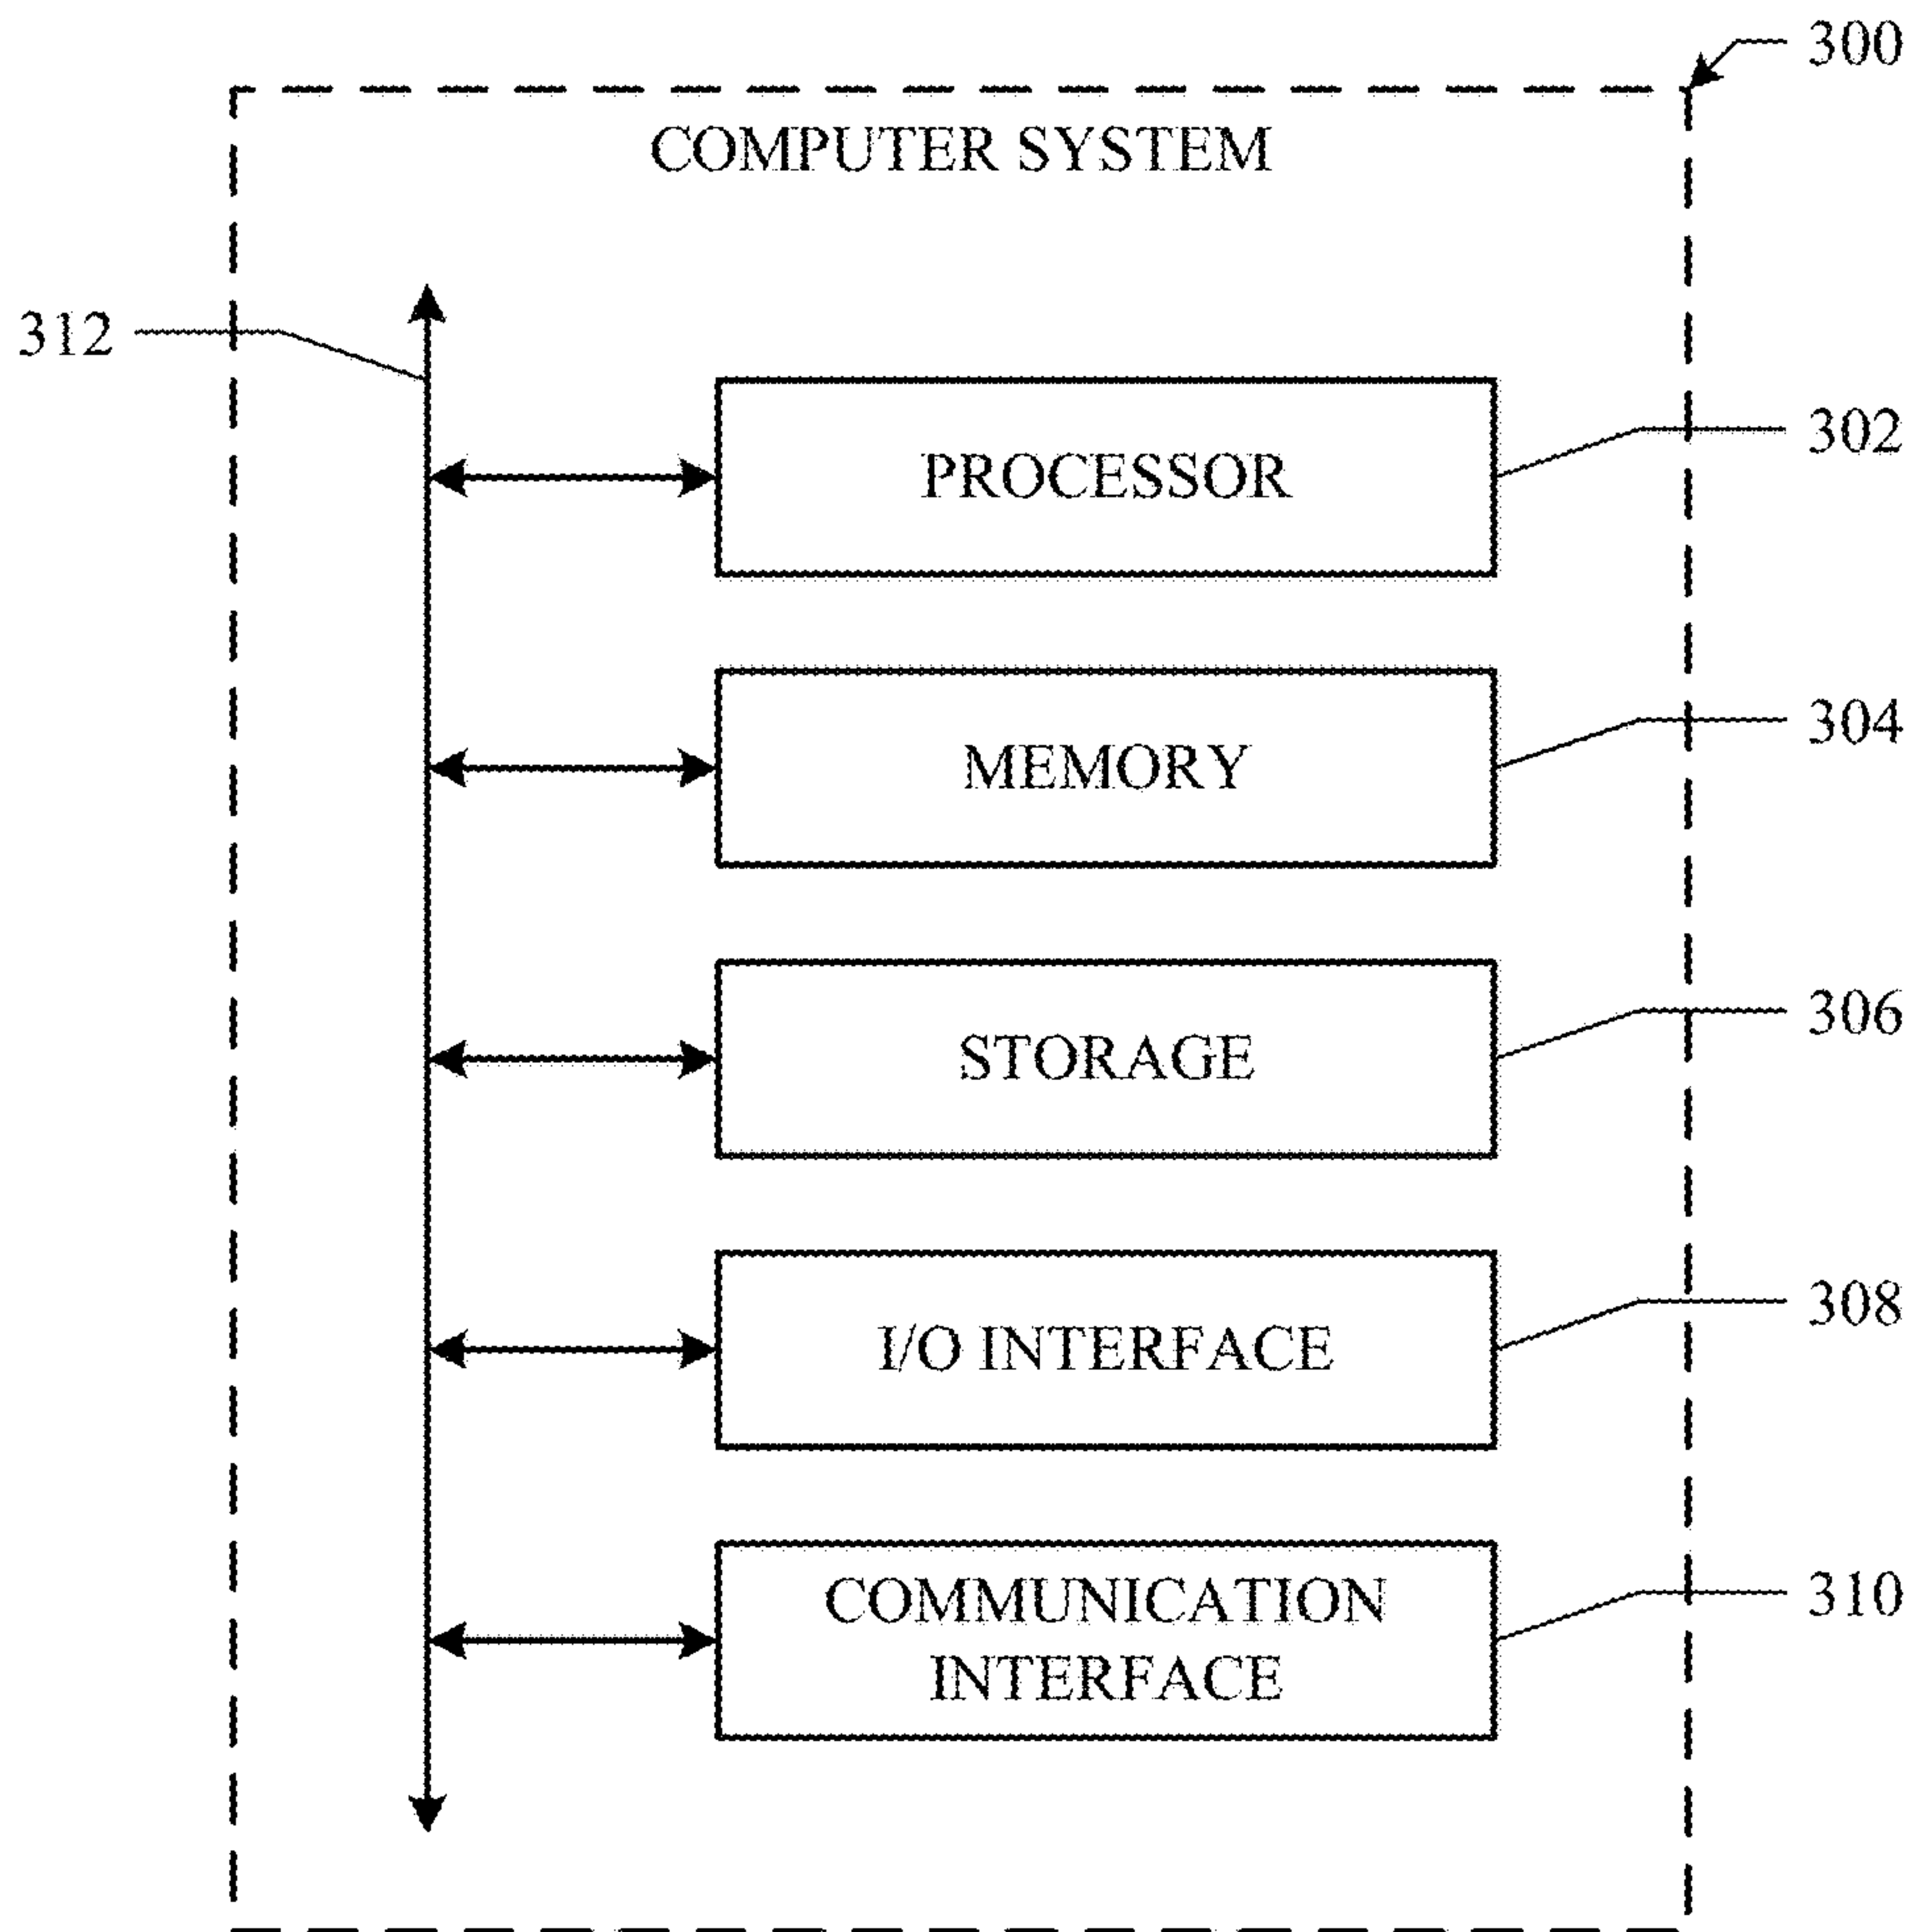 300
COMPUTER SYSTEM
312
302
PROCESSOR
304
MEMORY
306
STORAGE
308
I/O INTERFACE
310
COMMUNICATION
INTERFACE